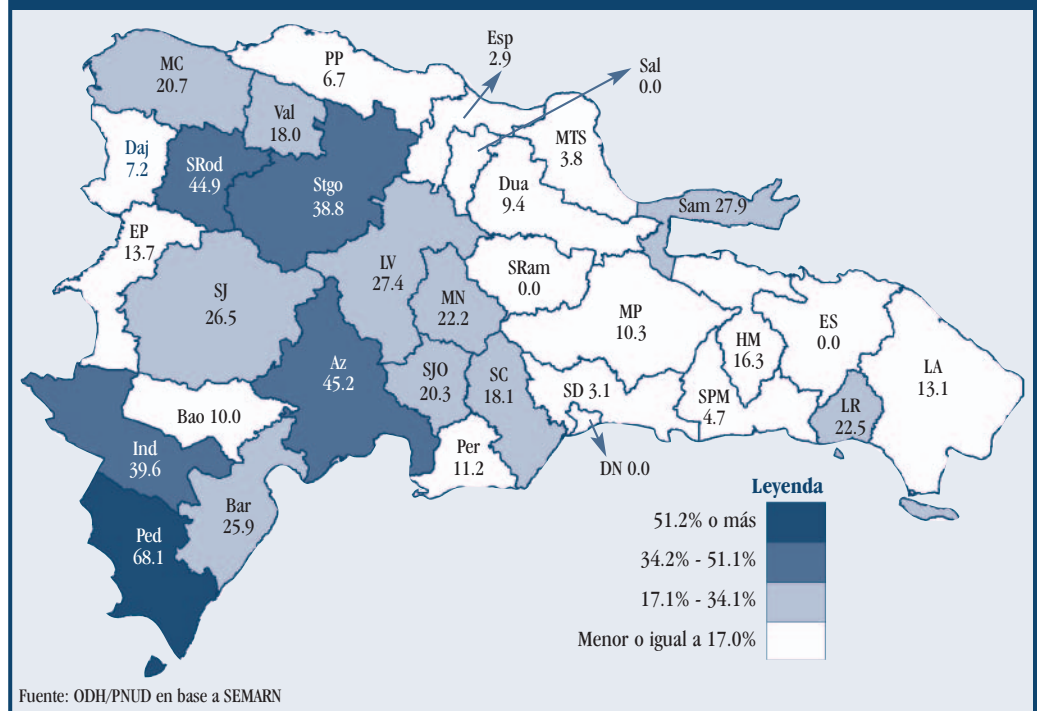 Esp
2.9
Sal
0.0
MC
20.7
PP
6.7
Val
18.0
MTS
3.8
Daj
7.2
SRod
44.9
Stgo
38.8
Dua
9.4
Sam 27.9
EP
13.7
SJ
26.5
LV
27.4
MN
22.2
SRam
0.0
MP
10.3
HM
16.3
ES
0.0
LA
13.1
Az
45.2
SJO
20.3
SC
18.1
SD 3.1
SPM
4.7
LR
22.5
Bao 10.0
Ind
39.6
Per
11.2
DN 0.0
Bar
25.9
Ped
68.1
Leyenda
51.2% o más
34.2% - 51.1%
17.1% - 34.1%
Menor o igual a 17.0%
Fuente: ODH/PNUD en base a SEMARN